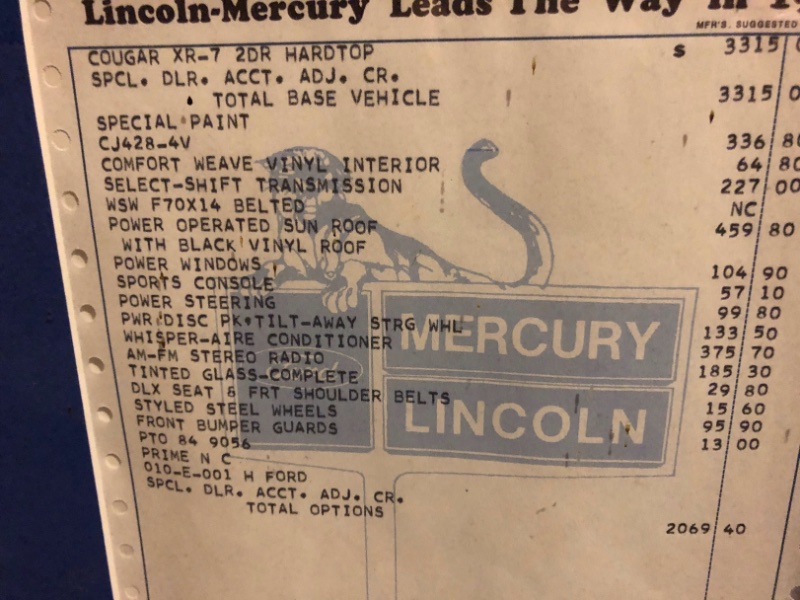 Lincoln-Mercury Leads The Way In 1
MFR'S. SUGGESTED
COUGAR XR-7 2DR HARDTOP $ 3315 0
SPCL. DLR. ACCT. ADJ. CR.
TOTAL BASE VEHICLE 3315 0
SPECIAL PAINT
CJ428-4V 336 80
COMFORT WEAVE VINYL INTERIOR 64 80
SELECT-SHIFT TRANSMISSION 227 00
WSW F70X14 BELTED NC
POWER OPERATED SUN ROOF 459 80
WITH BLACK VINYL ROOF
POWER WINDOWS 104 90
SPORTS CONSOLE 57 10
POWER STEERING 99 80
PWR DISC PK+TILT-AWAY STRG WHL 133 50
WHISPER-AIRE CONDITIONER 375 70
AM-FM STEREO RADIO 185 30
TINTED GLASS-COMPLETE 29 80
DLX SEAT & FRT SHOULDER BELTS 15 60
STYLED STEEL WHEELS 95 90
FRONT BUMPER GUARDS 13 00
PTO 84 9056
PRIME N C
010-E-001 H FORD
SPCL. DLR. ACCT. ADJ. CR.
TOTAL OPTIONS 2069 40
MERCURY
LINCOLN